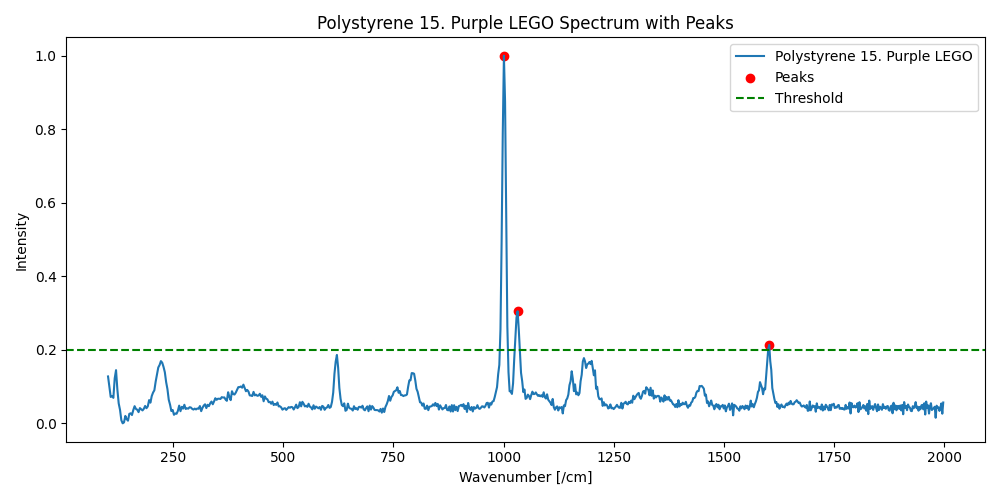 Polystyrene 15. Purple LEGO Spectrum with Peaks
Polystyrene 15. Purple LEGO
Peaks
Threshold
Intensity
1.0
0.8
0.6
0.4
0.2
0.0
250 500 750 1000 1250 1500 1750 2000
Wavenumber [/cm]